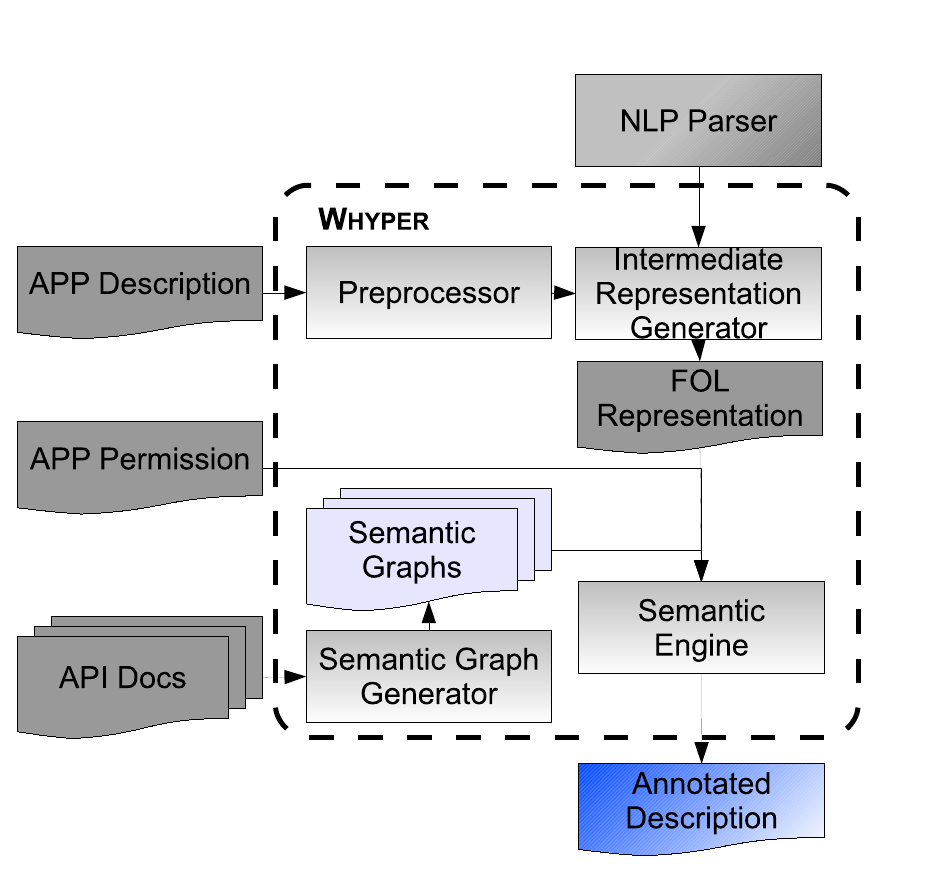 NLP Parser
WHYPER
APP Description
Preprocessor
Intermediate
Representation
Generator
FOL
Representation
APP Permission
Semantic
Graphs
Semantic
Engine
API Docs
Semantic Graph
Generator
Annotated
Description